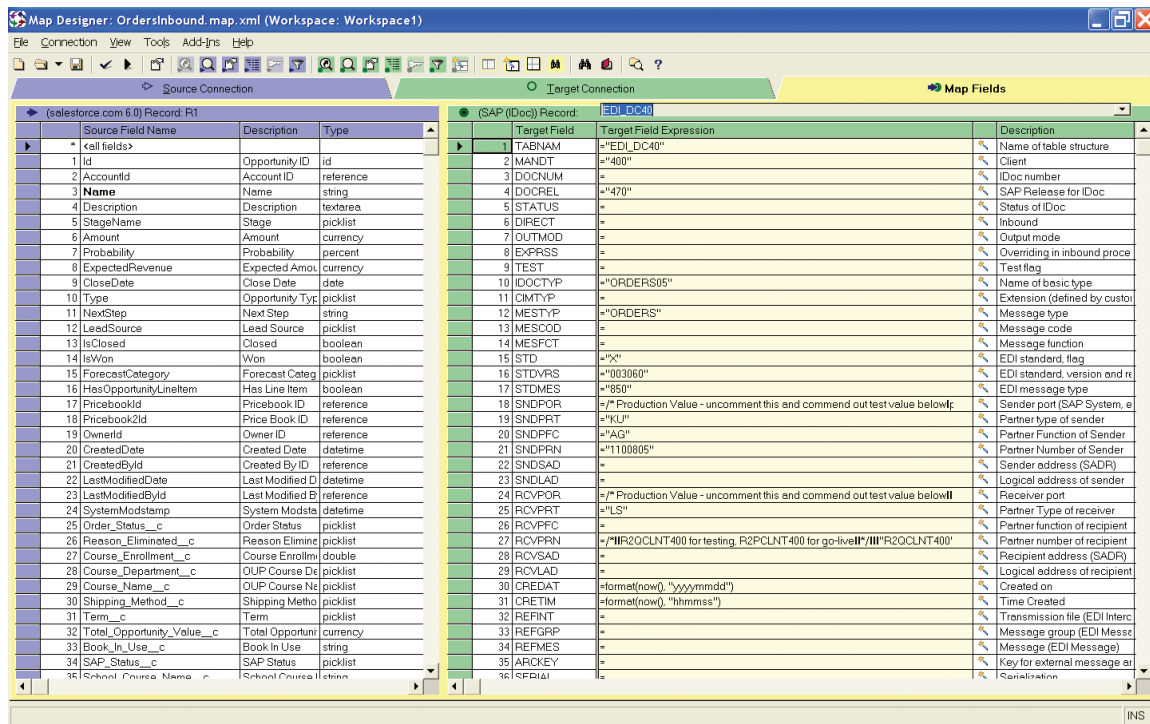 Map Designer: OrdersInbound.map.xml (Workspace: Workspace1)
File Connection View Tools Add-Ins Help
Source Connection Target Connection Map Fields
(salesforce.com 6.0) Record: R1 (SAP (IDoc)) Record: EDI_DC40
Source Field Name Description Type Target Field Target Field Expression Description
* <all fields> 1 TABNAM ="EDI_DC40" Name of table structure
1 Id Opportunity ID id 2 MANDT ="400" Client
2 AccountId Account ID reference 3 DOCNUM = IDoc number
3 Name Name string 4 DOCREL ="470" SAP Release for IDoc
4 Description Description textarea 5 STATUS = Status of IDoc
5 StageName Stage picklist 6 DIRECT = Inbound
6 Amount Amount currency 7 OUTMOD = Output mode
7 Probability Probability percent 8 EXPRSS = Overriding in inbound proce
8 ExpectedRevenue Expected Amou currency 9 TEST = Test flag
9 CloseDate Close Date date 10 IDOCTYP ="ORDERS05" Name of basic type
10 Type Opportunity Typ picklist 11 CIMTYP = Extension (defined by custo
11 NextStep Next Step string 12 MESTYP ="ORDERS" Message type
12 LeadSource Lead Source picklist 13 MESCOD = Message code
13 IsClosed Closed boolean 14 MESFCT = Message function
14 IsWon Won boolean 15 STD ="X" EDI standard, flag
15 ForecastCategory Forecast Categ picklist 16 STDVRS ="003060" EDI standard, version and re
16 HasOpportunityLineItem Has Line Item boolean 17 STDMES ="850" EDI message type
17 PricebookId Pricebook ID reference 18 SNDPOR =/* Production Value - uncomment this and commend out test value below Sender port (SAP System, e
18 Pricebook2Id Price Book ID reference 19 SNDPRT ="KU" Partner type of sender
19 OwnerId Owner ID reference 20 SNDPFC ="AG" Partner Function of Sender
20 CreatedDate Created Date datetime 21 SNDPRN ="1100805" Partner Number of Sender
21 CreatedById Created By ID reference 22 SNDSAD = Sender address (SADR)
22 LastModifiedDate Last Modified D datetime 23 SNDLAD = Logical address of sender
23 LastModifiedById Last Modified B reference 24 RCVPOR =/* Production Value - uncomment this and commend out test value below Receiver port
24 SystemModstamp System Modsta datetime 25 RCVPRT ="LS" Partner Type of receiver
25 Order_Status__c Order Status picklist 26 RCVPFC = Partner function of recipient
26 Reason_Eliminated__c Reason Elimina picklist 27 RCVPRN =/*||R2QCLNT400 for testing, R2PCLNT400 for go-live||*/|||"R2QCLNT400" Partner number of recipient
27 Course_Enrollment__c Course Enrollm double 28 RCVSAD = Recipient address (SADR)
28 Course_Department__c OUP Course De picklist 29 RCVLAD = Logical address of recipient
29 Course_Name__c OUP Course Na picklist 30 CREDAT =format(now(), "yyyymmdd") Created on
30 Shipping_Method__c Shipping Metho picklist 31 CRETIM =format(now(), "hhmmss") Time Created
31 Term__c Term picklist 32 REFINT = Transmission file (EDI Interc
32 Total_Opportunity_Value__c Total Opportuni currency 33 REFGRP = Message group (EDI Messa
33 Book_In_Use__c Book In Use string 34 REFMES = Message (EDI Message)
34 SAP_Status__c SAP Status picklist 35 ARCKEY = Key for external message ar
35 School_Course_Name__c School Course string 36 SERIAL = Serialization
INS